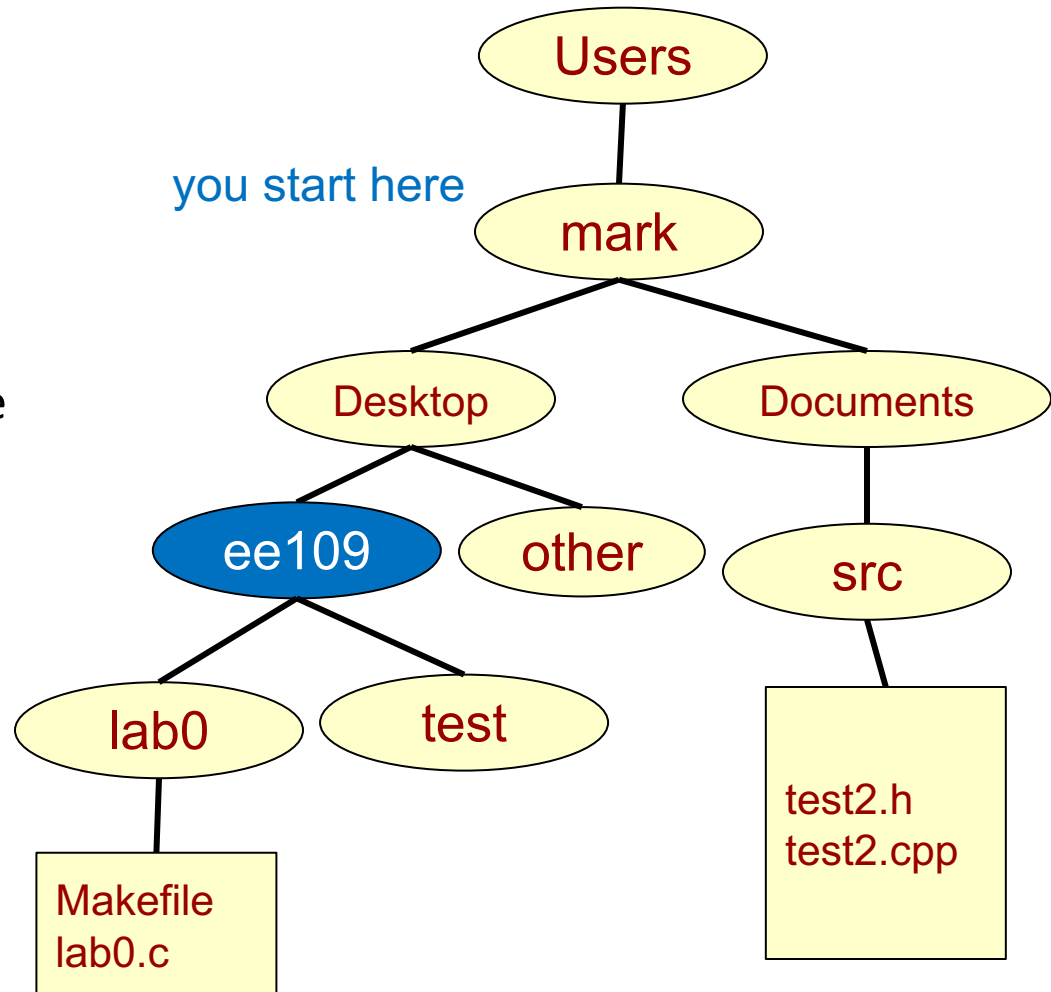 Users
you start here
mark
Desktop
Documents
e
ee109
other
src
lab0
test
test2.h
test2.cpp
Makefile
lab0.c